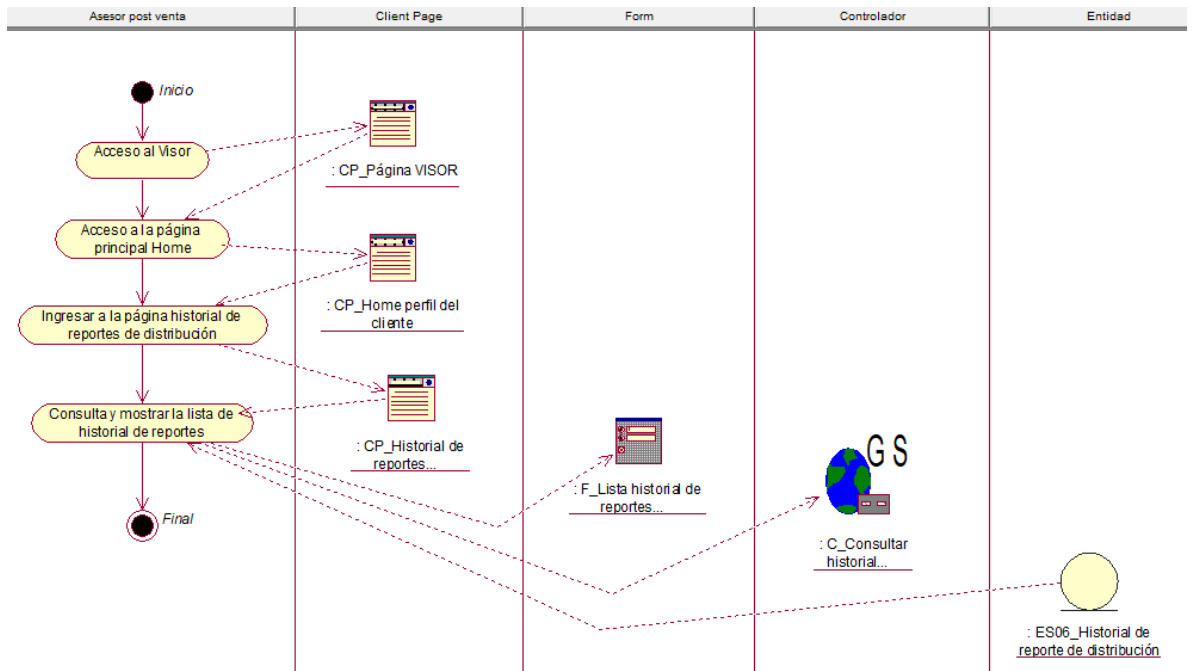 Asesor post venta
Client Page
Form
Controlador
Entidad
Inicio
Acceso al Visor
: CP_Página VISOR
Acceso a la página
principal Home
: CP_Home perfil del
cliente
Ingresar a la página historial de
reportes de distribución
Consulta y mostrar la lista de
historial de reportes
: CP_Historial de
reportes...
: F_Lista historial de
reportes...
G S
: C_Consultar
historial...
Final
: ES06_Historial de
reporte de distribución